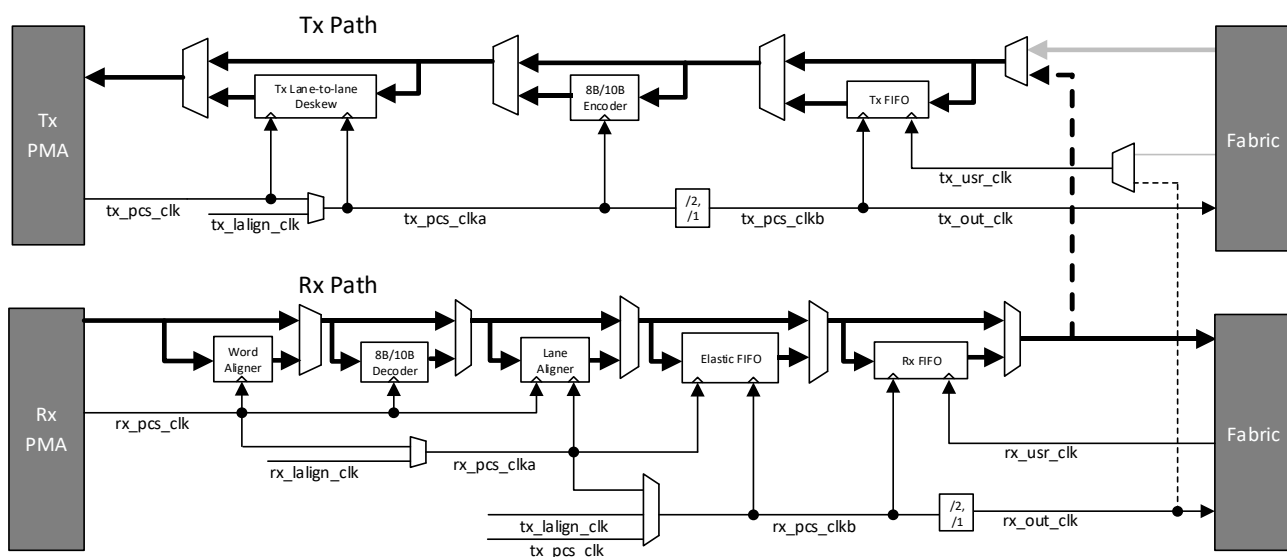 Tx Path
Tx
PMA
Tx Lane-to-lane
Deskew
8B/10B
Encoder
Tx FIFO
Fabric
tx_pcs_clk
tx_lalign_clk
tx_pcs_clka
/2,
/1
tx_pcs_clkb
tx_usr_clk
tx_out_clk
Rx Path
Rx
PMA
Word
Aligner
8B/10B
Decoder
Lane
Aligner
Elastic FIFO
Rx FIFO
Fabric
rx_pcs_clk
rx_lalign_clk
rx_pcs_clka
rx_usr_clk
tx_lalign_clk
tx_pcs_clk
rx_pcs_clkb
/2,
/1
rx_out_clk